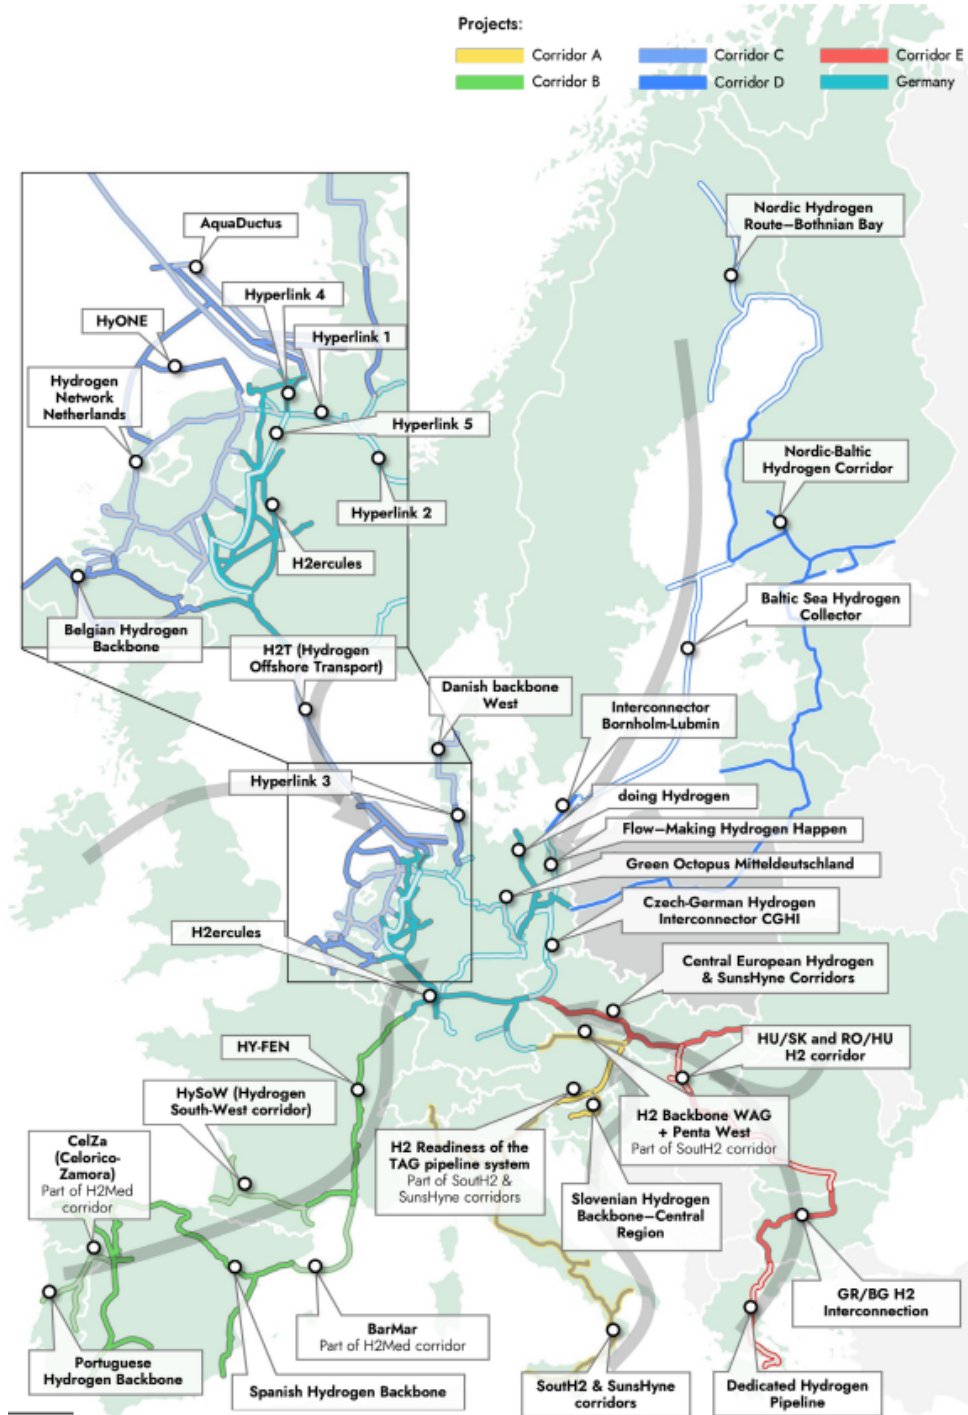 Projects:
Corridor A
Corridor B
Corridor C
Corridor D
Corridor E
Germany
AquaDuctus
Hyperlink 4
HyONE
Hyperlink 1
Hydrogen
Network
Netherlands
Hyperlink 5
Hyperlink 2
H2ercules
Belgian Hydrogen
Backbone
Nordic Hydrogen
Route–Bothnian Bay
Nordic-Baltic
Hydrogen Corridor
Baltic Sea Hydrogen
Collector
H2T (Hydrogen
Offshore Transport)
Danish backbone
West
Interconnector
Bornholm-Lubmin
Hyperlink 3
doing Hydrogen
Flow–Making Hydrogen Happen
Green Octopus Mitteldeutschland
Czech-German Hydrogen
Interconnector CGHI
H2ercules
Central European Hydrogen
& SunsHyne Corridors
HY-FEN
HU/SK and RO/HU
H2 corridor
HySoW (Hydrogen
South-West corridor)
H2 Backbone WAG
+ Penta West
Part of SoutH2 corridor
H2 Readiness of the
TAG pipeline system
Part of SoutH2 &
SunsHyne corridors
CelZa
(Celorico-
Zamora)
Part of H2Med
corridor
Slovenian Hydrogen
Backbone–Central
Region
GR/BG H2
Interconnection
BarMar
Part of H2Med corridor
Portuguese
Hydrogen Backbone
Spanish Hydrogen Backbone
SoutH2 & SunsHyne
corridors
Dedicated Hydrogen
Pipeline